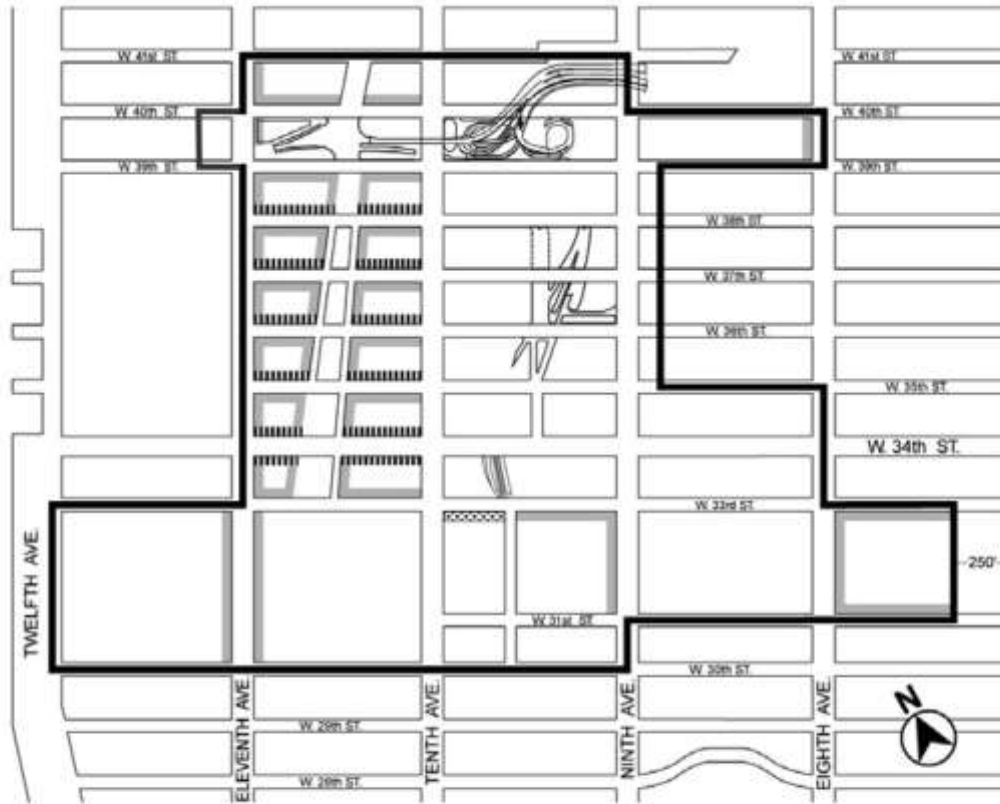 W. 41st ST.
W. 41st ST
W. 40th ST.
W. 40th ST.
W. 39th ST.
W. 39th ST.
W. 38th ST.
W. 37th ST.
W. 36th ST.
W. 35th ST.
W. 34th ST.
W. 33rd ST.
250'
TWELFTH AVE.
W. 31st ST.
W. 30th ST.
ELEVENTH AVE.
TENTH AVE.
NINTH AVE.
EIGHTH AVE.
N
W. 29th ST.
W. 28th ST.